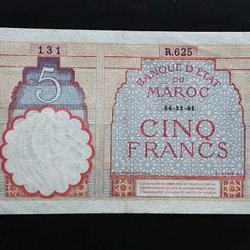 131
R.625
5
BANQUE D'ETAT
DU
MAROC
14-11-41
CINQ
FRANCS